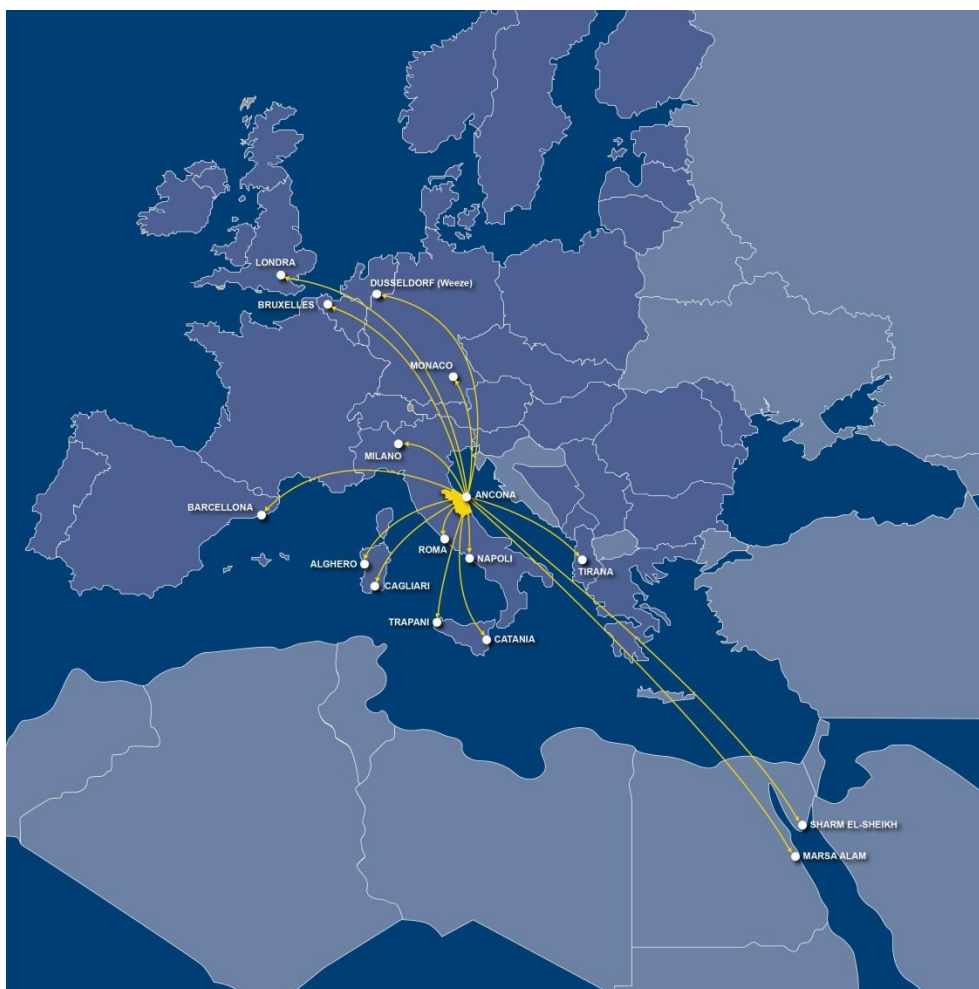 LONDRA
DUSSELDORF (Weeze)
BRUXELLES
MONACO
MILANO
ANCONA
BARCELLONA
ROMA
NAPOLI
ALGHERO
TIRANA
CAGLIARI
TRAPANI
CATANIA
SHARM EL-SHEIKH
MARSA ALAM